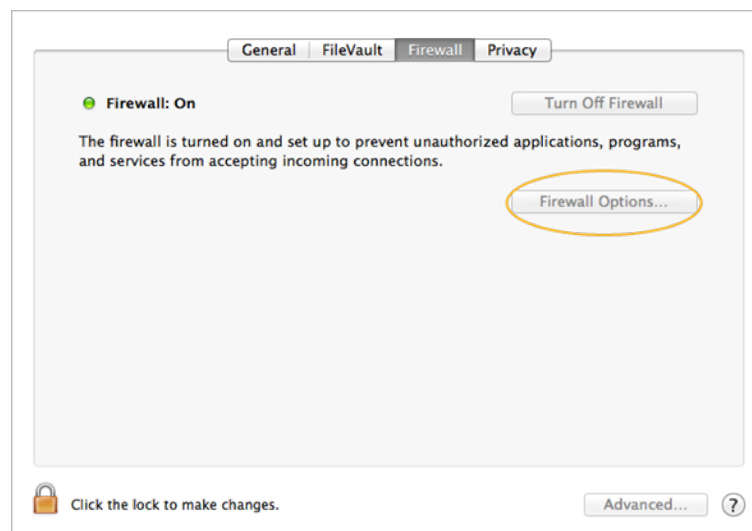 General FileVault Firewall Privacy
Firewall: On
Turn Off Firewall
The firewall is turned on and set up to prevent unauthorized applications, programs,
and services from accepting incoming connections.
Firewall Options...
Click the lock to make changes.
Advanced...
?